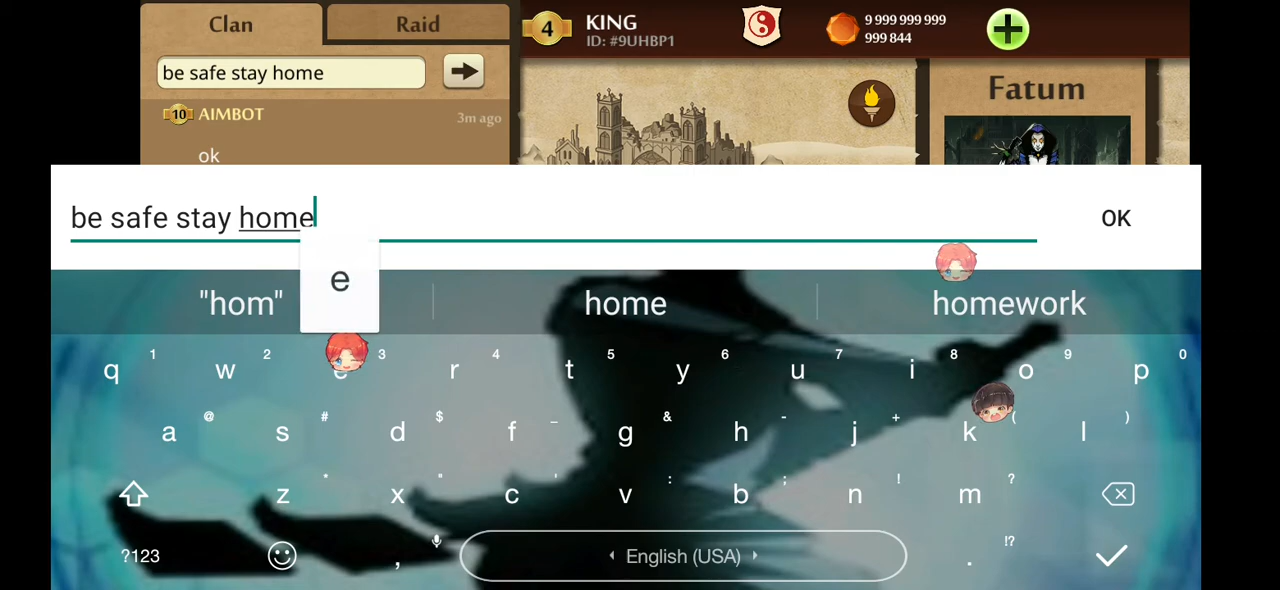 Clan
Raid
4
KING
ID: #9UHBP1
9 999 999 999
999 844
be safe stay home
10 AIMBOT
3m ago
ok
Fatum
be safe stay home
OK
e
"hom"
home
homework
q 1 w 2 e 3 r 4 t 5 y 6 u 7 i 8 o 9 p 0
a @ s # d $ f _ g & h - j + k ( l )
z * x " c ' v : b ; n ! m ?
?123
,
English (USA)
. !?